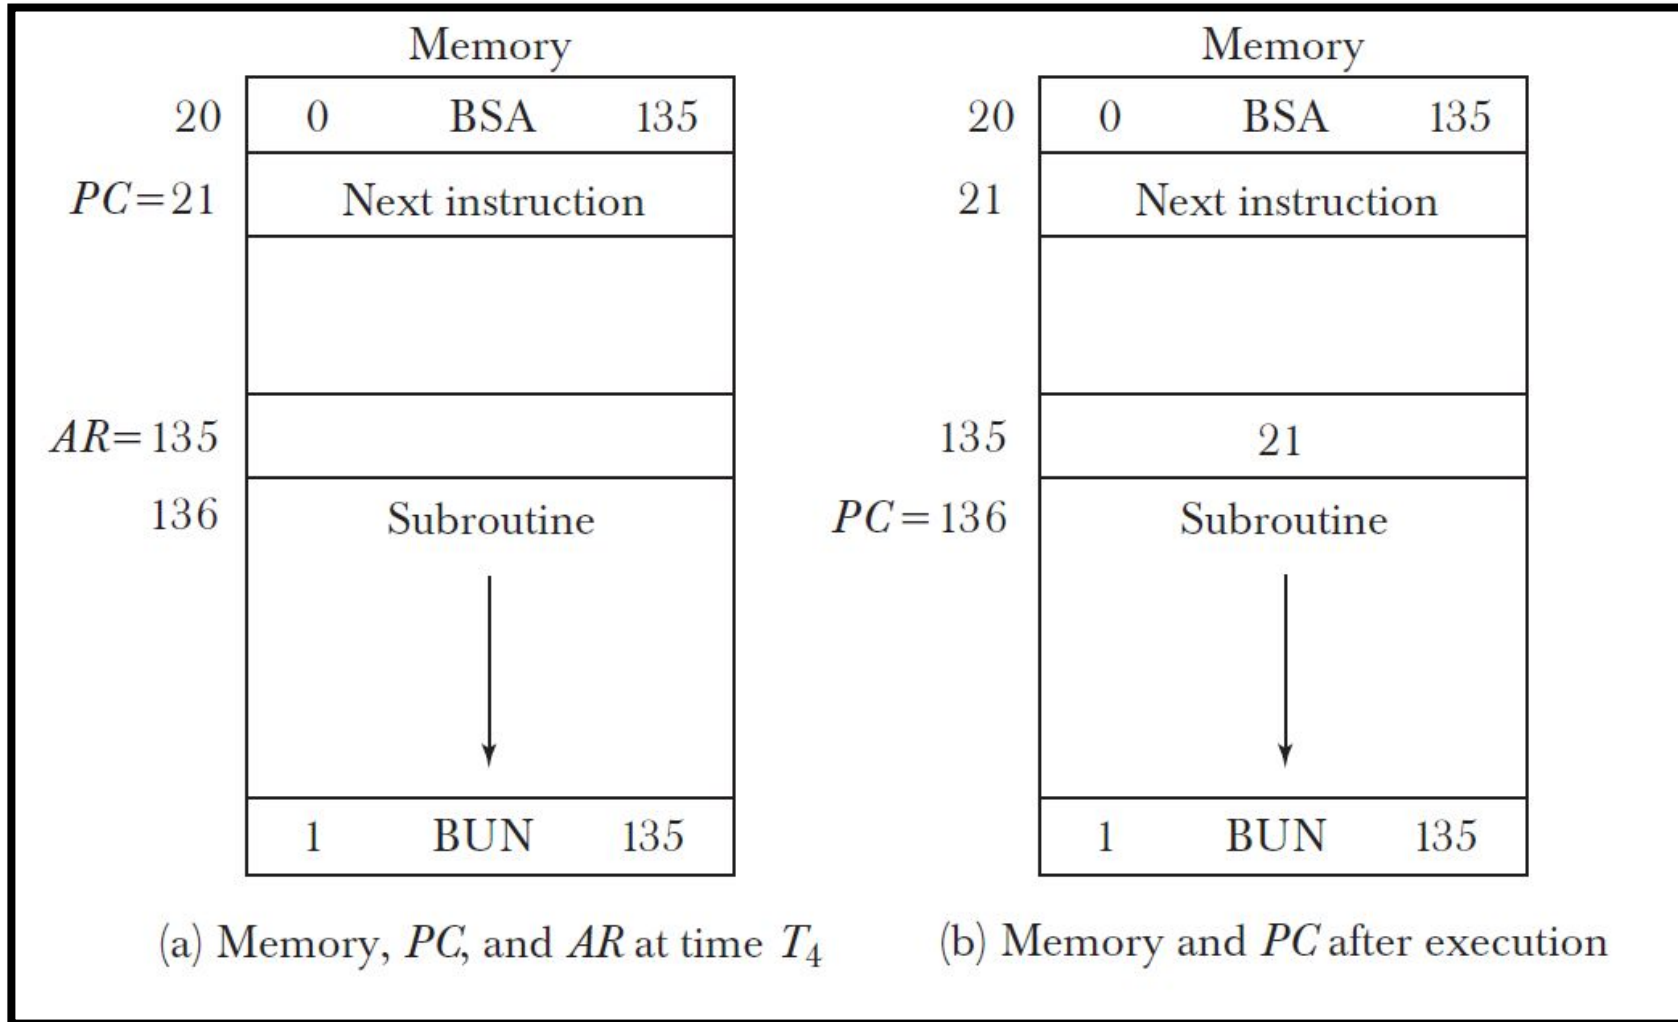 Memory
20 0 BSA 135
PC=21 Next instruction
AR=135
136 Subroutine
1 BUN 135
(a) Memory, PC, and AR at time T4
Memory
20 0 BSA 135
21 Next instruction
135 21
PC=136 Subroutine
1 BUN 135
(b) Memory and PC after execution